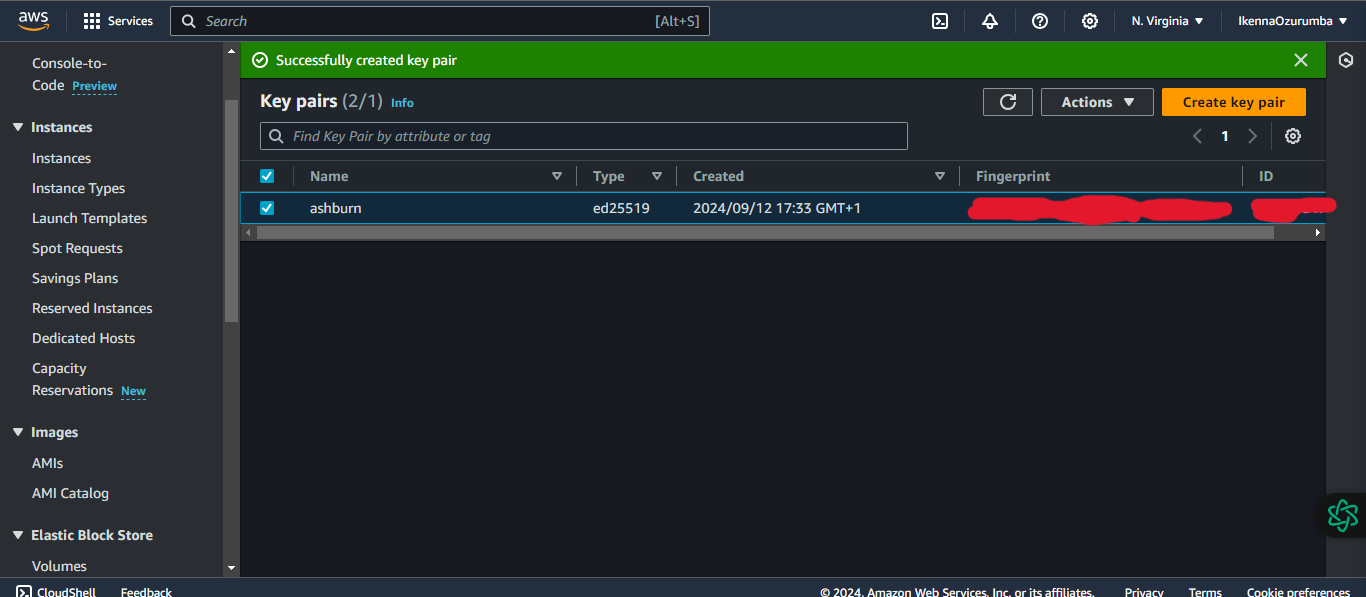 aws Services Search [Alt+S] N. Virginia IkennaOzurumba
Console-to-
Code Preview
Instances
Instances
Instance Types
Launch Templates
Spot Requests
Savings Plans
Reserved Instances
Dedicated Hosts
Capacity
Reservations New
Images
AMIs
AMI Catalog
Elastic Block Store
Volumes
Successfully created key pair
Key pairs (2/1) Info Actions Create key pair
Find Key Pair by attribute or tag 1
Name Type Created Fingerprint ID
ashburn ed25519 2024/09/12 17:33 GMT+1
CloudShell Feedback © 2024, Amazon Web Services, Inc. or its affiliates. Privacy Terms Cookie preferences